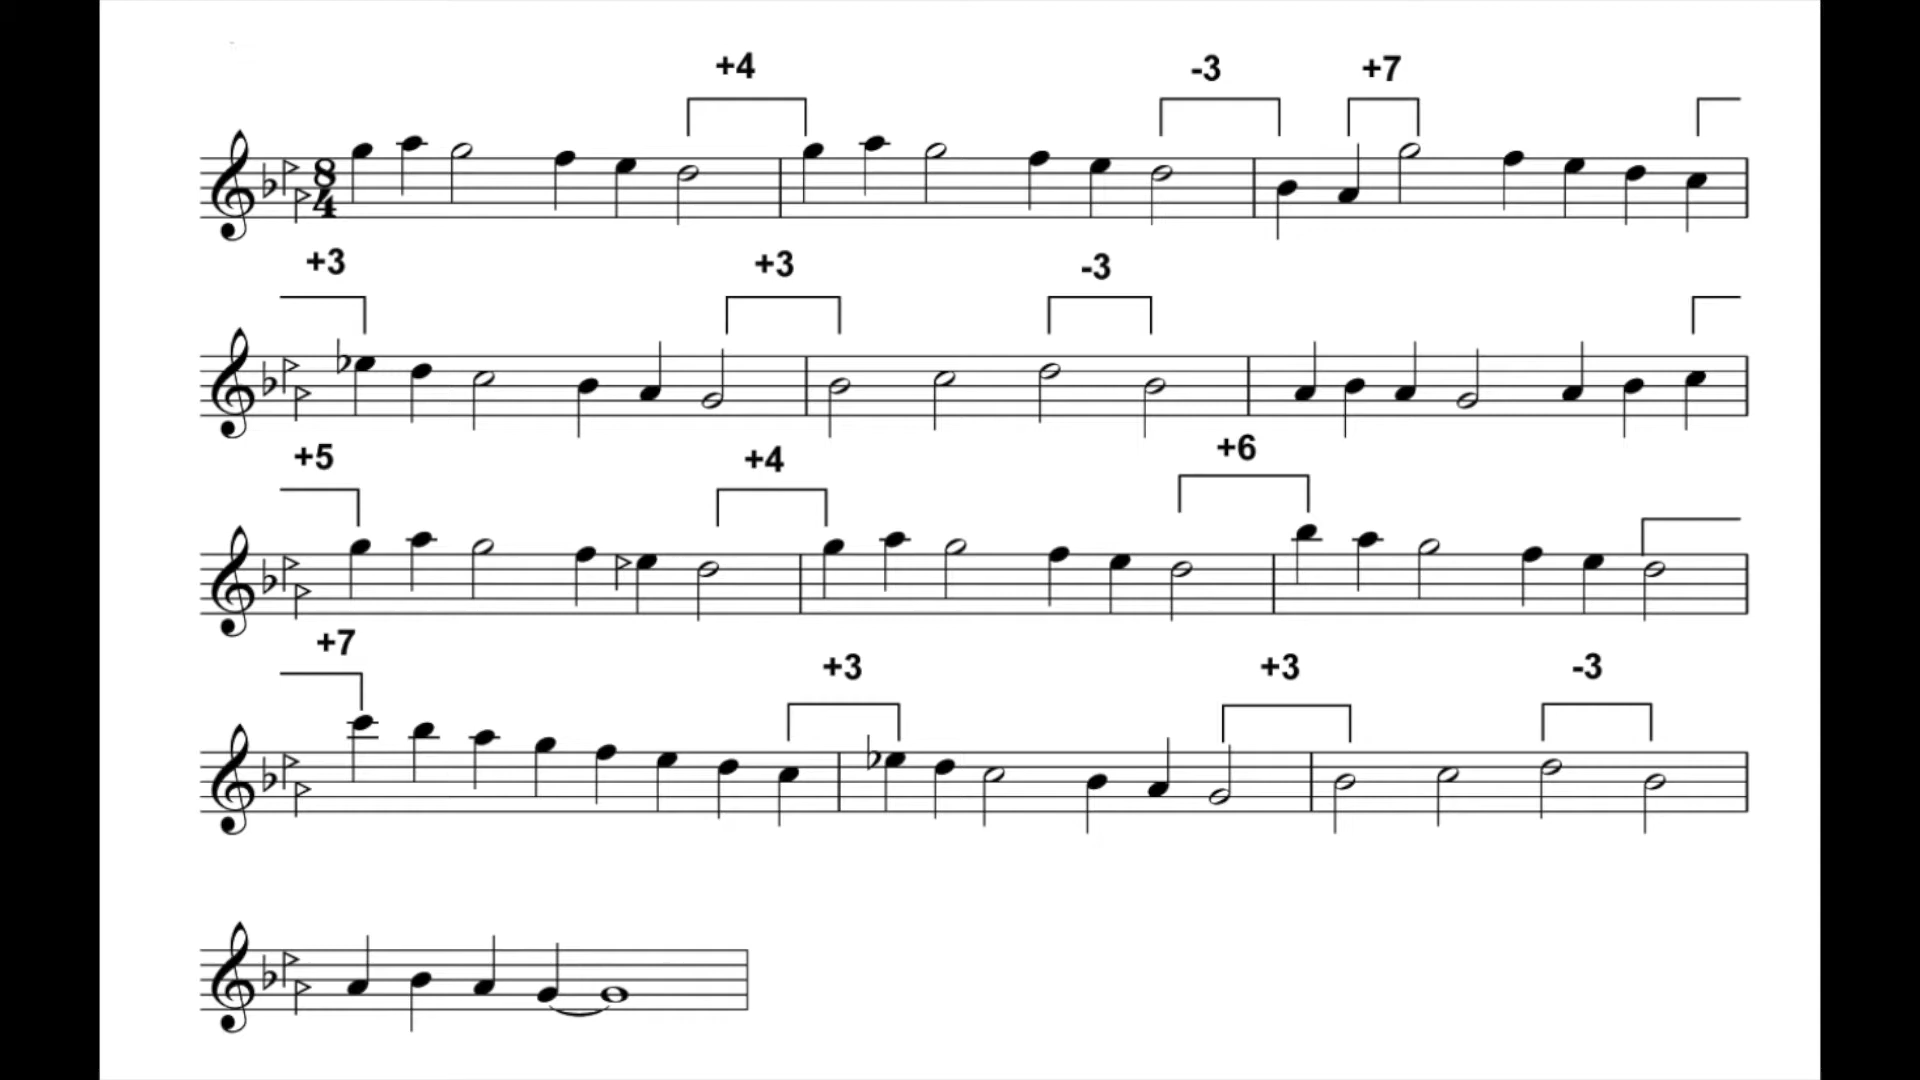 +4 -3 +7
8
4
+3 +3 -3
+5 +4 +6
+7 +3 +3 -3